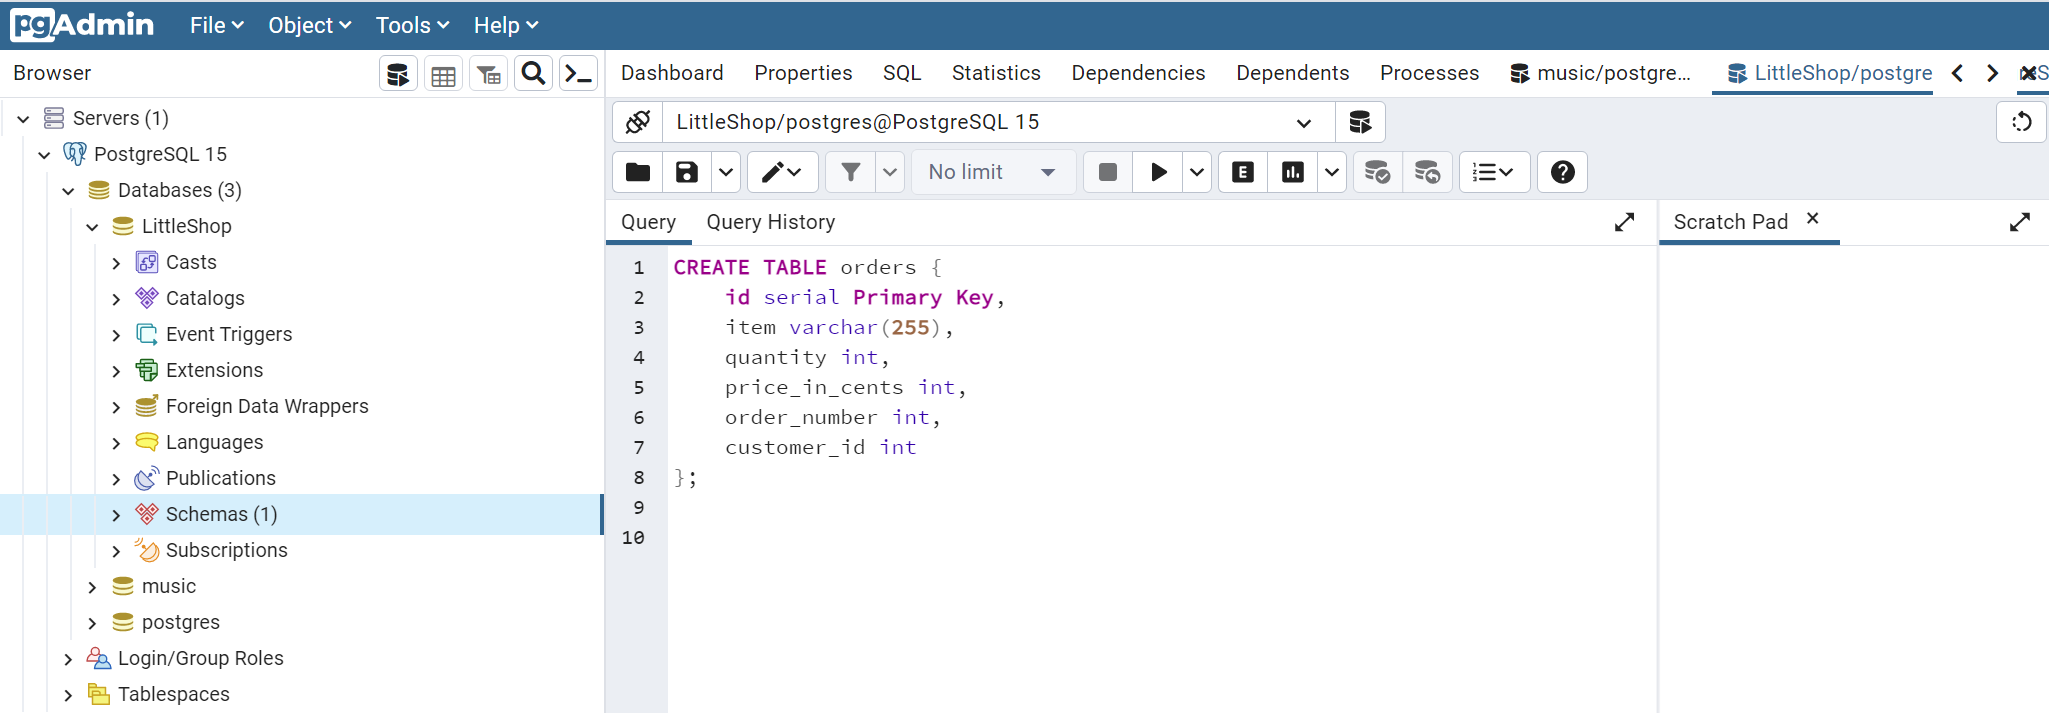 pgAdmin File Object Tools Help
Browser
Dashboard Properties SQL Statistics Dependencies Dependents Processes music/postgre... LittleShop/postgre
Servers (1)
PostgreSQL 15
Databases (3)
LittleShop
Casts
Catalogs
Event Triggers
Extensions
Foreign Data Wrappers
Languages
Publications
Schemas (1)
Subscriptions
music
postgres
Login/Group Roles
Tablespaces
LittleShop/postgres@PostgreSQL 15
No limit
E
Query Query History
Scratch Pad
1 CREATE TABLE orders {
2 id serial Primary Key,
3 item varchar(255),
4 quantity int,
5 price_in_cents int,
6 order_number int,
7 customer_id int
8 };
9
10